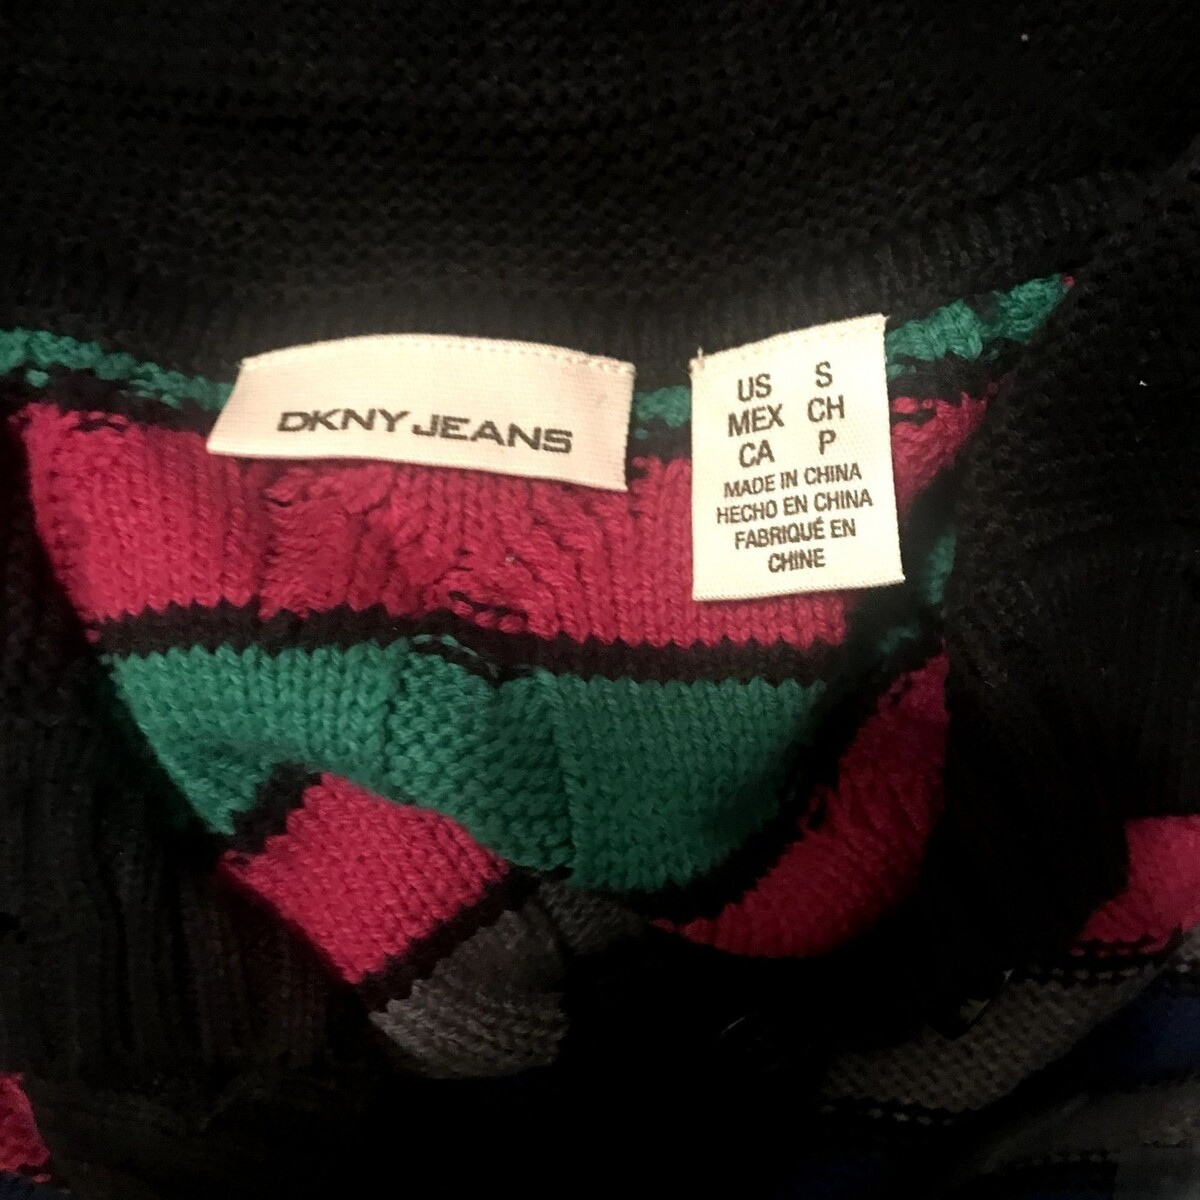 DKNY JEANS
US S
MEX CH
CA P
MADE IN CHINA
HECHO EN CHINA
FABRIQUÉ EN
CHINE